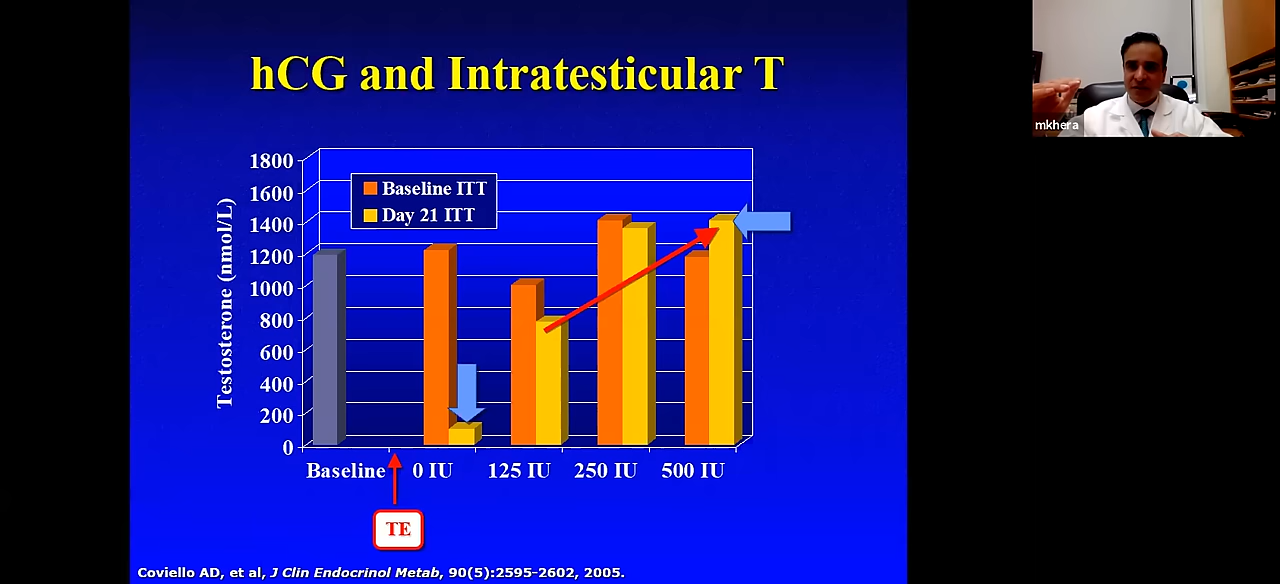 hCG and Intratesticular T
mkhera
1800
1600
1400
1200
1000
800
600
400
200
0
Testosterone (nmol/L)
Baseline ITT
Day 21 ITT
Baseline 0 IU 125 IU 250 IU 500 IU
TE
Coviello AD, et al, J Clin Endocrinol Metab, 90(5):2595-2602, 2005.